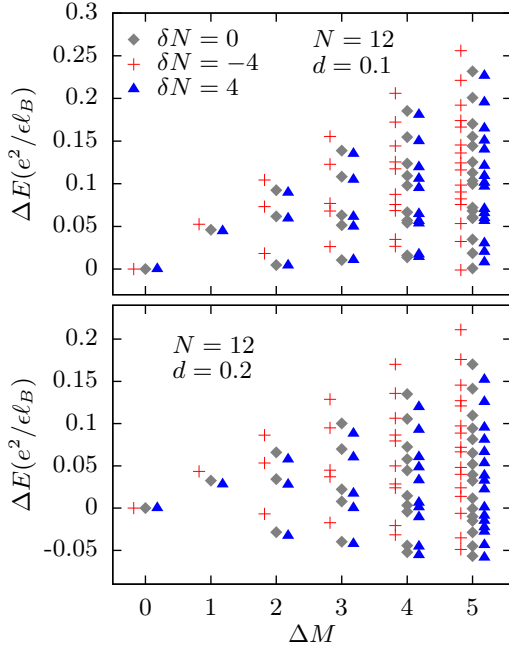 0.3
δN = 0
N = 12
δN = −4
d = 0.1
δN = 4
0.25
0.2
0.15
0.1
0.05
0
ΔE(e²/ϵℓ_B)
N = 12
d = 0.2
0.2
0.15
0.1
0.05
0
-0.05
ΔE(e²/ϵℓ_B)
0 1 2 3 4 5
ΔM